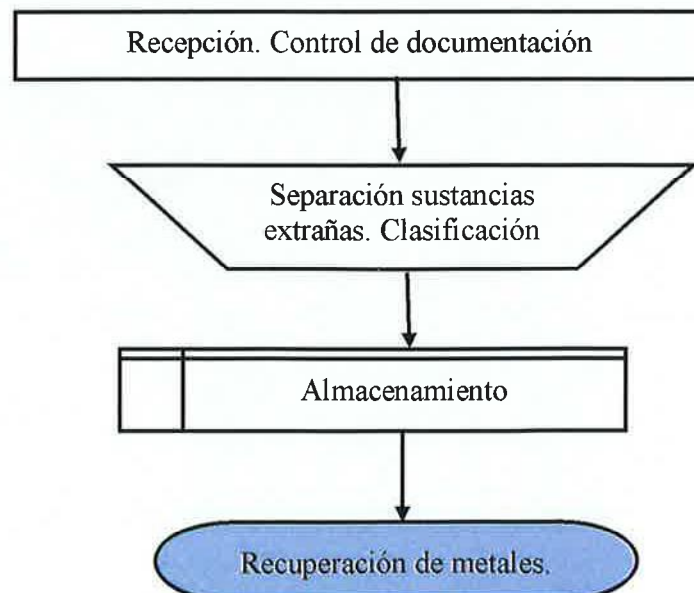 Recepción. Control de documentación
Separación sustancias
extrañas. Clasificación
Almacenamiento
Recuperación de metales.